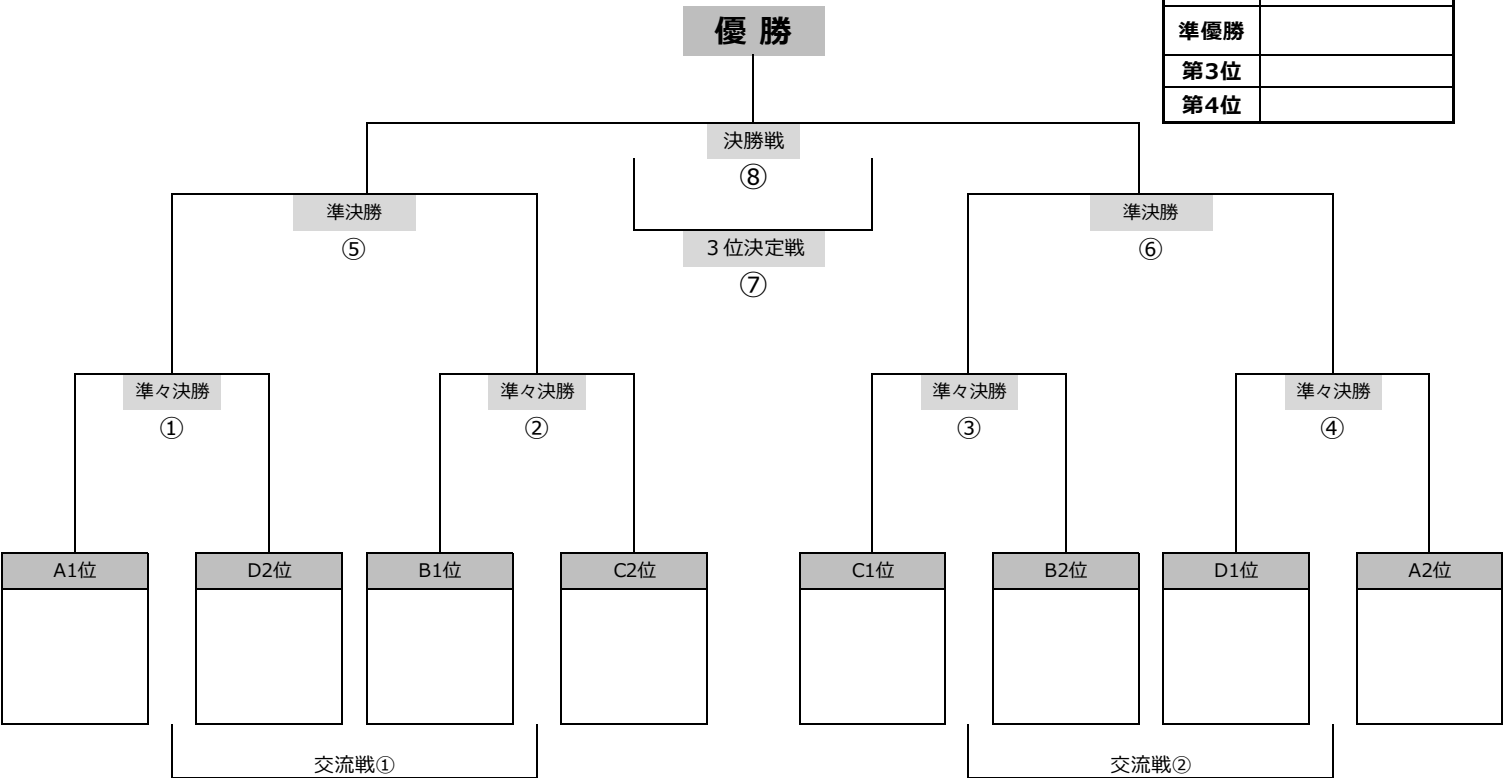 優 勝
準優勝
第3位
第4位
決勝戦
⑧
準決勝
⑤
準決勝
⑥
３位決定戦
⑦
準々決勝
①
準々決勝
②
準々決勝
③
準々決勝
④
A1位
D2位
B1位
C2位
C1位
B2位
D1位
A2位
交流戦①
交流戦②